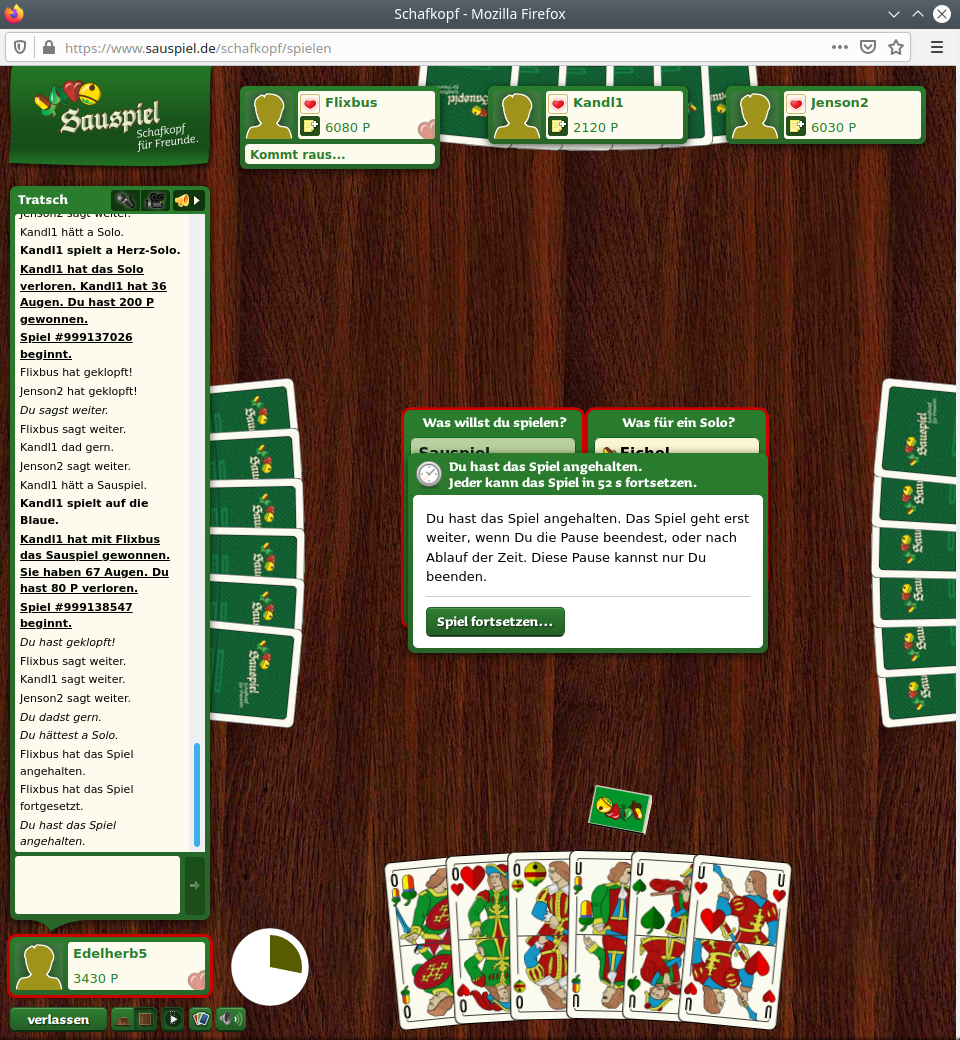 Schafkopf - Mozilla Firefox
https://www.sauspiel.de/schafkopf/spielen
Sauspiel
Schafkopf
für Freunde.
Flixbus
6080 P
Kommt raus...
Kandl1
2120 P
Jenson2
6030 P
Tratsch
Jenson2 sagt weiter.
Kandl1 hätt a Solo.
Kandl1 spielt a Herz-Solo.
Kandl1 hat das Solo
verloren. Kandl1 hat 36
Augen. Du hast 200 P
gewonnen.
Spiel #999137026
beginnt.
Flixbus hat geklopft!
Jenson2 hat geklopft!
Du sagst weiter.
Flixbus sagt weiter.
Kandl1 dad gern.
Jenson2 sagt weiter.
Kandl1 hätt a Sauspiel.
Kandl1 spielt auf die
Blaue.
Kandl1 hat mit Flixbus
das Sauspiel gewonnen.
Sie haben 67 Augen. Du
hast 80 P verloren.
Spiel #999138547
beginnt.
Du hast geklopft!
Flixbus sagt weiter.
Kandl1 sagt weiter.
Jenson2 sagt weiter.
Du dadst gern.
Du hättest a Solo.
Flixbus hat das Spiel
angehalten.
Flixbus hat das Spiel
fortgesetzt.
Du hast das Spiel
angehalten.
Was willst du spielen?
Sauspiel
Was für ein Solo?
Eichel
Du hast das Spiel angehalten.
Jeder kann das Spiel in 52 s fortsetzen.
Du hast das Spiel angehalten. Das Spiel geht erst
weiter, wenn Du die Pause beendest, oder nach
Ablauf der Zeit. Diese Pause kannst nur Du
beenden.
Spiel fortsetzen...
Edelherb5
3430 P
verlassen
O
O
O
U
U
U
U
O
O
O
U
U
U